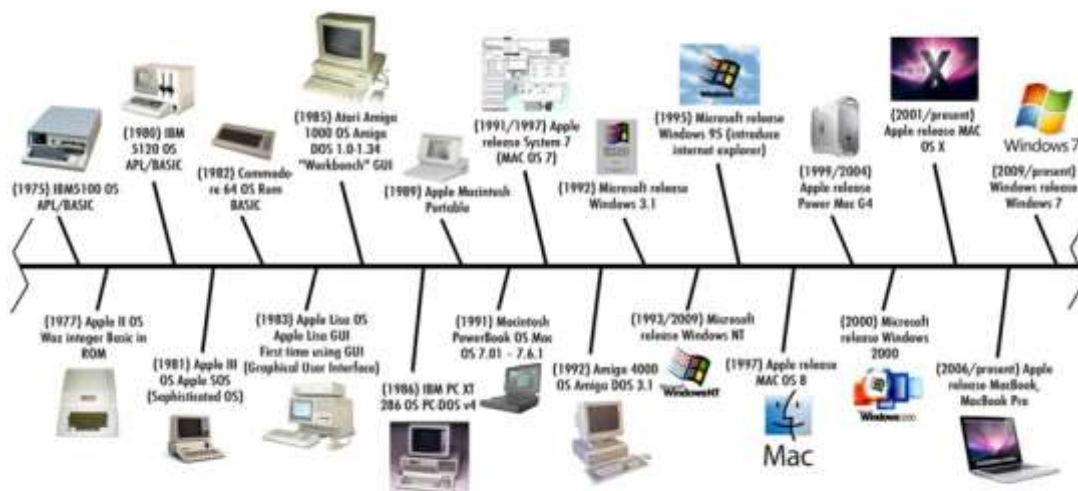 (1975) IBM5100 OS
APL/BASIC
(1980) IBM
5120 OS
APL/BASIC
(1982) Commodo-
re 64 OS Rom
BASIC
(1985) Atari Amiga
1000 OS Amiga
DOS 1.0-1.34
"Workbench" GUI
(1989) Apple Macintosh
Portable
(1991/1997) Apple
release System 7
(MAC OS 7)
(1992) Microsoft release
Windows 3.1
(1995) Microsoft release
Windows 95 (introduce
internet explorer)
(1999/2004)
Apple release
Power Mac G4
(2001/present)
Apple release MAC
OS X
Windows 7
(2009/present)
Windows release
Windows 7
(1977) Apple II OS
Woz integer Basic in
ROM
(1981) Apple III
OS Apple SOS
(Sophisticated OS)
(1983) Apple Lisa OS
Apple Lisa GUI
First time using GUI
(Graphical User Interface)
(1986) IBM PC XT
286 OS PC-DOS v4
(1991) Macintosh
PowerBook OS Mac
OS 7.01 - 7.6.1
(1992) Amiga 4000
OS Amiga DOS 3.1
(1993/2009) Microsoft
release Windows NT
WindowsNT
(1997) Apple release
MAC OS 8
Mac
(2000) Microsoft
release Windows
2000
Windows2000
(2006/present) Apple
release MacBook,
MacBook Pro